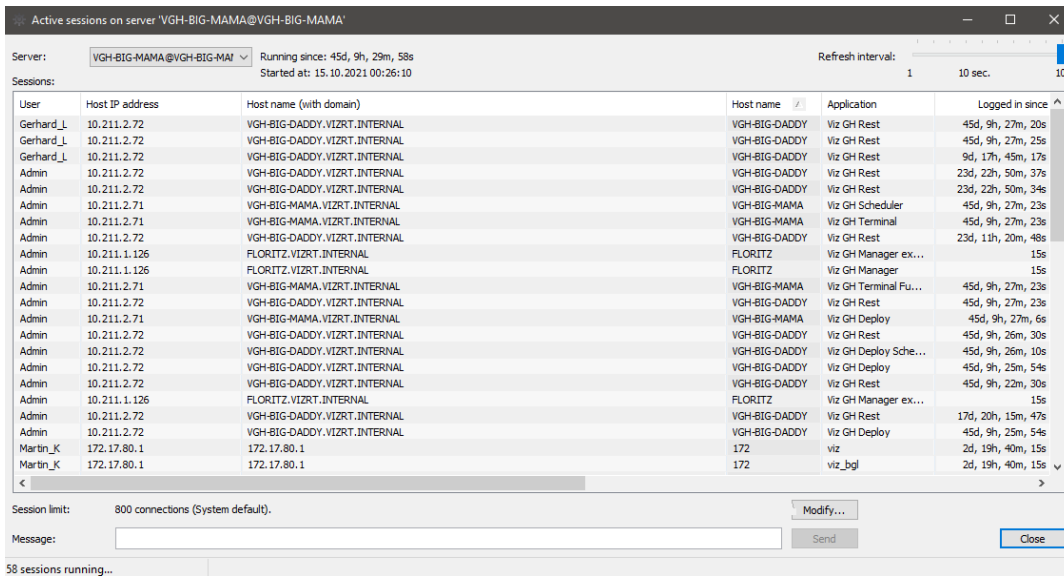 Active sessions on server 'VGH-BIG-MAMA@VGH-BIG-MAMA'
Server: VGH-BIG-MAMA@VGH-BIG-MAI Running since: 45d, 9h, 29m, 58s Refresh interval:
Started at: 15.10.2021 00:26:10 1 10 sec. 10
Sessions:
User Host IP address Host name (with domain) Host name Application Logged in since
Gerhard_L 10.211.2.72 VGH-BIG-DADDY.VIZRT.INTERNAL VGH-BIG-DADDY Viz GH Rest 45d, 9h, 27m, 20s
Gerhard_L 10.211.2.72 VGH-BIG-DADDY.VIZRT.INTERNAL VGH-BIG-DADDY Viz GH Rest 45d, 9h, 27m, 25s
Gerhard_L 10.211.2.72 VGH-BIG-DADDY.VIZRT.INTERNAL VGH-BIG-DADDY Viz GH Rest 9d, 17h, 45m, 17s
Admin 10.211.2.72 VGH-BIG-DADDY.VIZRT.INTERNAL VGH-BIG-DADDY Viz GH Rest 23d, 22h, 50m, 37s
Admin 10.211.2.72 VGH-BIG-DADDY.VIZRT.INTERNAL VGH-BIG-DADDY Viz GH Rest 23d, 22h, 50m, 34s
Admin 10.211.2.71 VGH-BIG-MAMA.VIZRT.INTERNAL VGH-BIG-MAMA Viz GH Scheduler 45d, 9h, 27m, 23s
Admin 10.211.2.71 VGH-BIG-MAMA.VIZRT.INTERNAL VGH-BIG-MAMA Viz GH Terminal 45d, 9h, 27m, 23s
Admin 10.211.2.72 VGH-BIG-DADDY.VIZRT.INTERNAL VGH-BIG-DADDY Viz GH Rest 23d, 11h, 20m, 48s
Admin 10.211.1.126 FLORITZ.VIZRT.INTERNAL FLORITZ Viz GH Manager ex... 15s
Admin 10.211.1.126 FLORITZ.VIZRT.INTERNAL FLORITZ Viz GH Manager 15s
Admin 10.211.2.71 VGH-BIG-MAMA.VIZRT.INTERNAL VGH-BIG-MAMA Viz GH Terminal Fu... 45d, 9h, 27m, 23s
Admin 10.211.2.72 VGH-BIG-DADDY.VIZRT.INTERNAL VGH-BIG-DADDY Viz GH Rest 45d, 9h, 27m, 23s
Admin 10.211.2.71 VGH-BIG-MAMA.VIZRT.INTERNAL VGH-BIG-MAMA Viz GH Deploy 45d, 9h, 27m, 6s
Admin 10.211.2.72 VGH-BIG-DADDY.VIZRT.INTERNAL VGH-BIG-DADDY Viz GH Rest 45d, 9h, 26m, 30s
Admin 10.211.2.72 VGH-BIG-DADDY.VIZRT.INTERNAL VGH-BIG-DADDY Viz GH Deploy Sche... 45d, 9h, 26m, 10s
Admin 10.211.2.72 VGH-BIG-DADDY.VIZRT.INTERNAL VGH-BIG-DADDY Viz GH Deploy 45d, 9h, 25m, 54s
Admin 10.211.2.72 VGH-BIG-DADDY.VIZRT.INTERNAL VGH-BIG-DADDY Viz GH Rest 45d, 9h, 22m, 30s
Admin 10.211.1.126 FLORITZ.VIZRT.INTERNAL FLORITZ Viz GH Manager ex... 15s
Admin 10.211.2.72 VGH-BIG-DADDY.VIZRT.INTERNAL VGH-BIG-DADDY Viz GH Rest 17d, 20h, 15m, 47s
Admin 10.211.2.72 VGH-BIG-DADDY.VIZRT.INTERNAL VGH-BIG-DADDY Viz GH Deploy 45d, 9h, 25m, 54s
Martin_K 172.17.80.1 172.17.80.1 172 viz 2d, 19h, 40m, 15s
Martin_K 172.17.80.1 172.17.80.1 172 viz_bgl 2d, 19h, 40m, 15s
Session limit: 800 connections (System default). Modify...
Message: Send Close
58 sessions running...